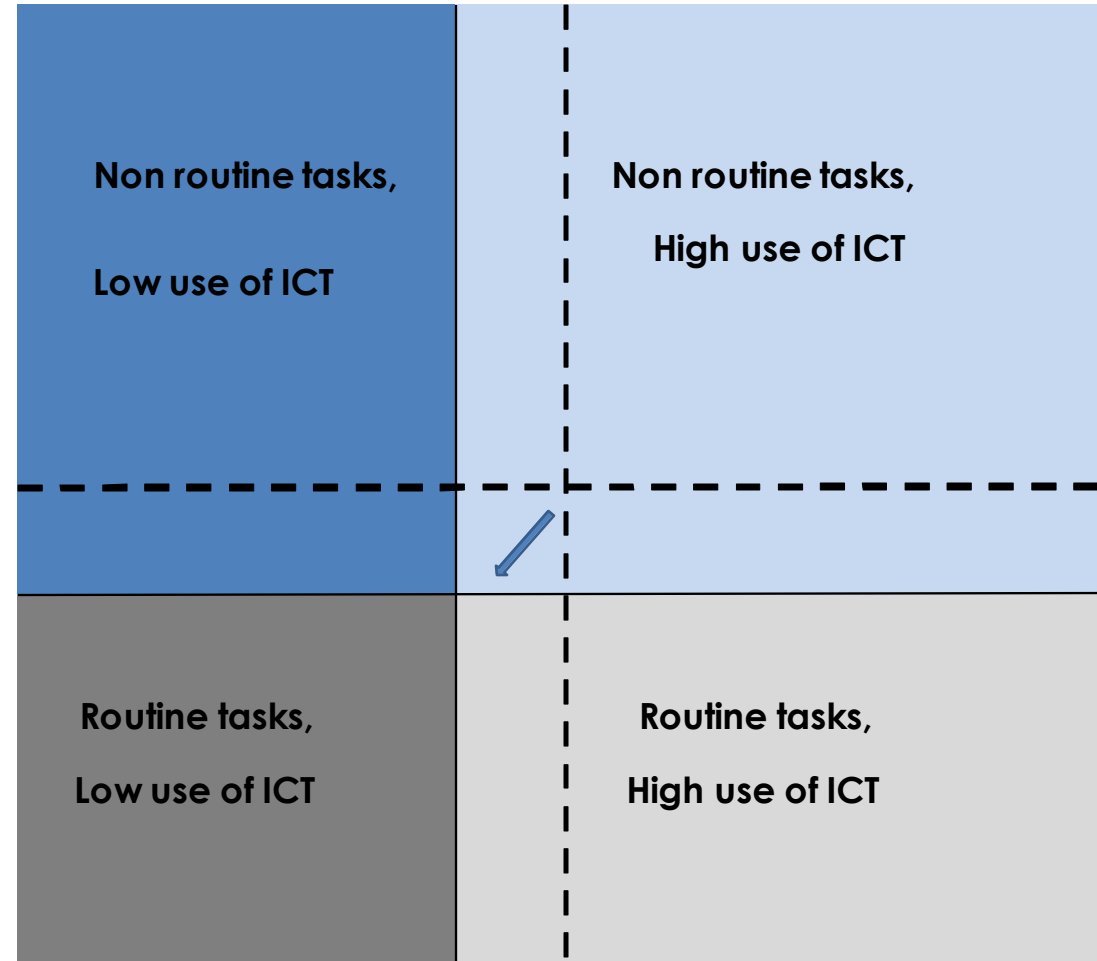 Non routine tasks,
Low use of ICT
Non routine tasks,
High use of ICT
Routine tasks,
Low use of ICT
Routine tasks,
High use of ICT